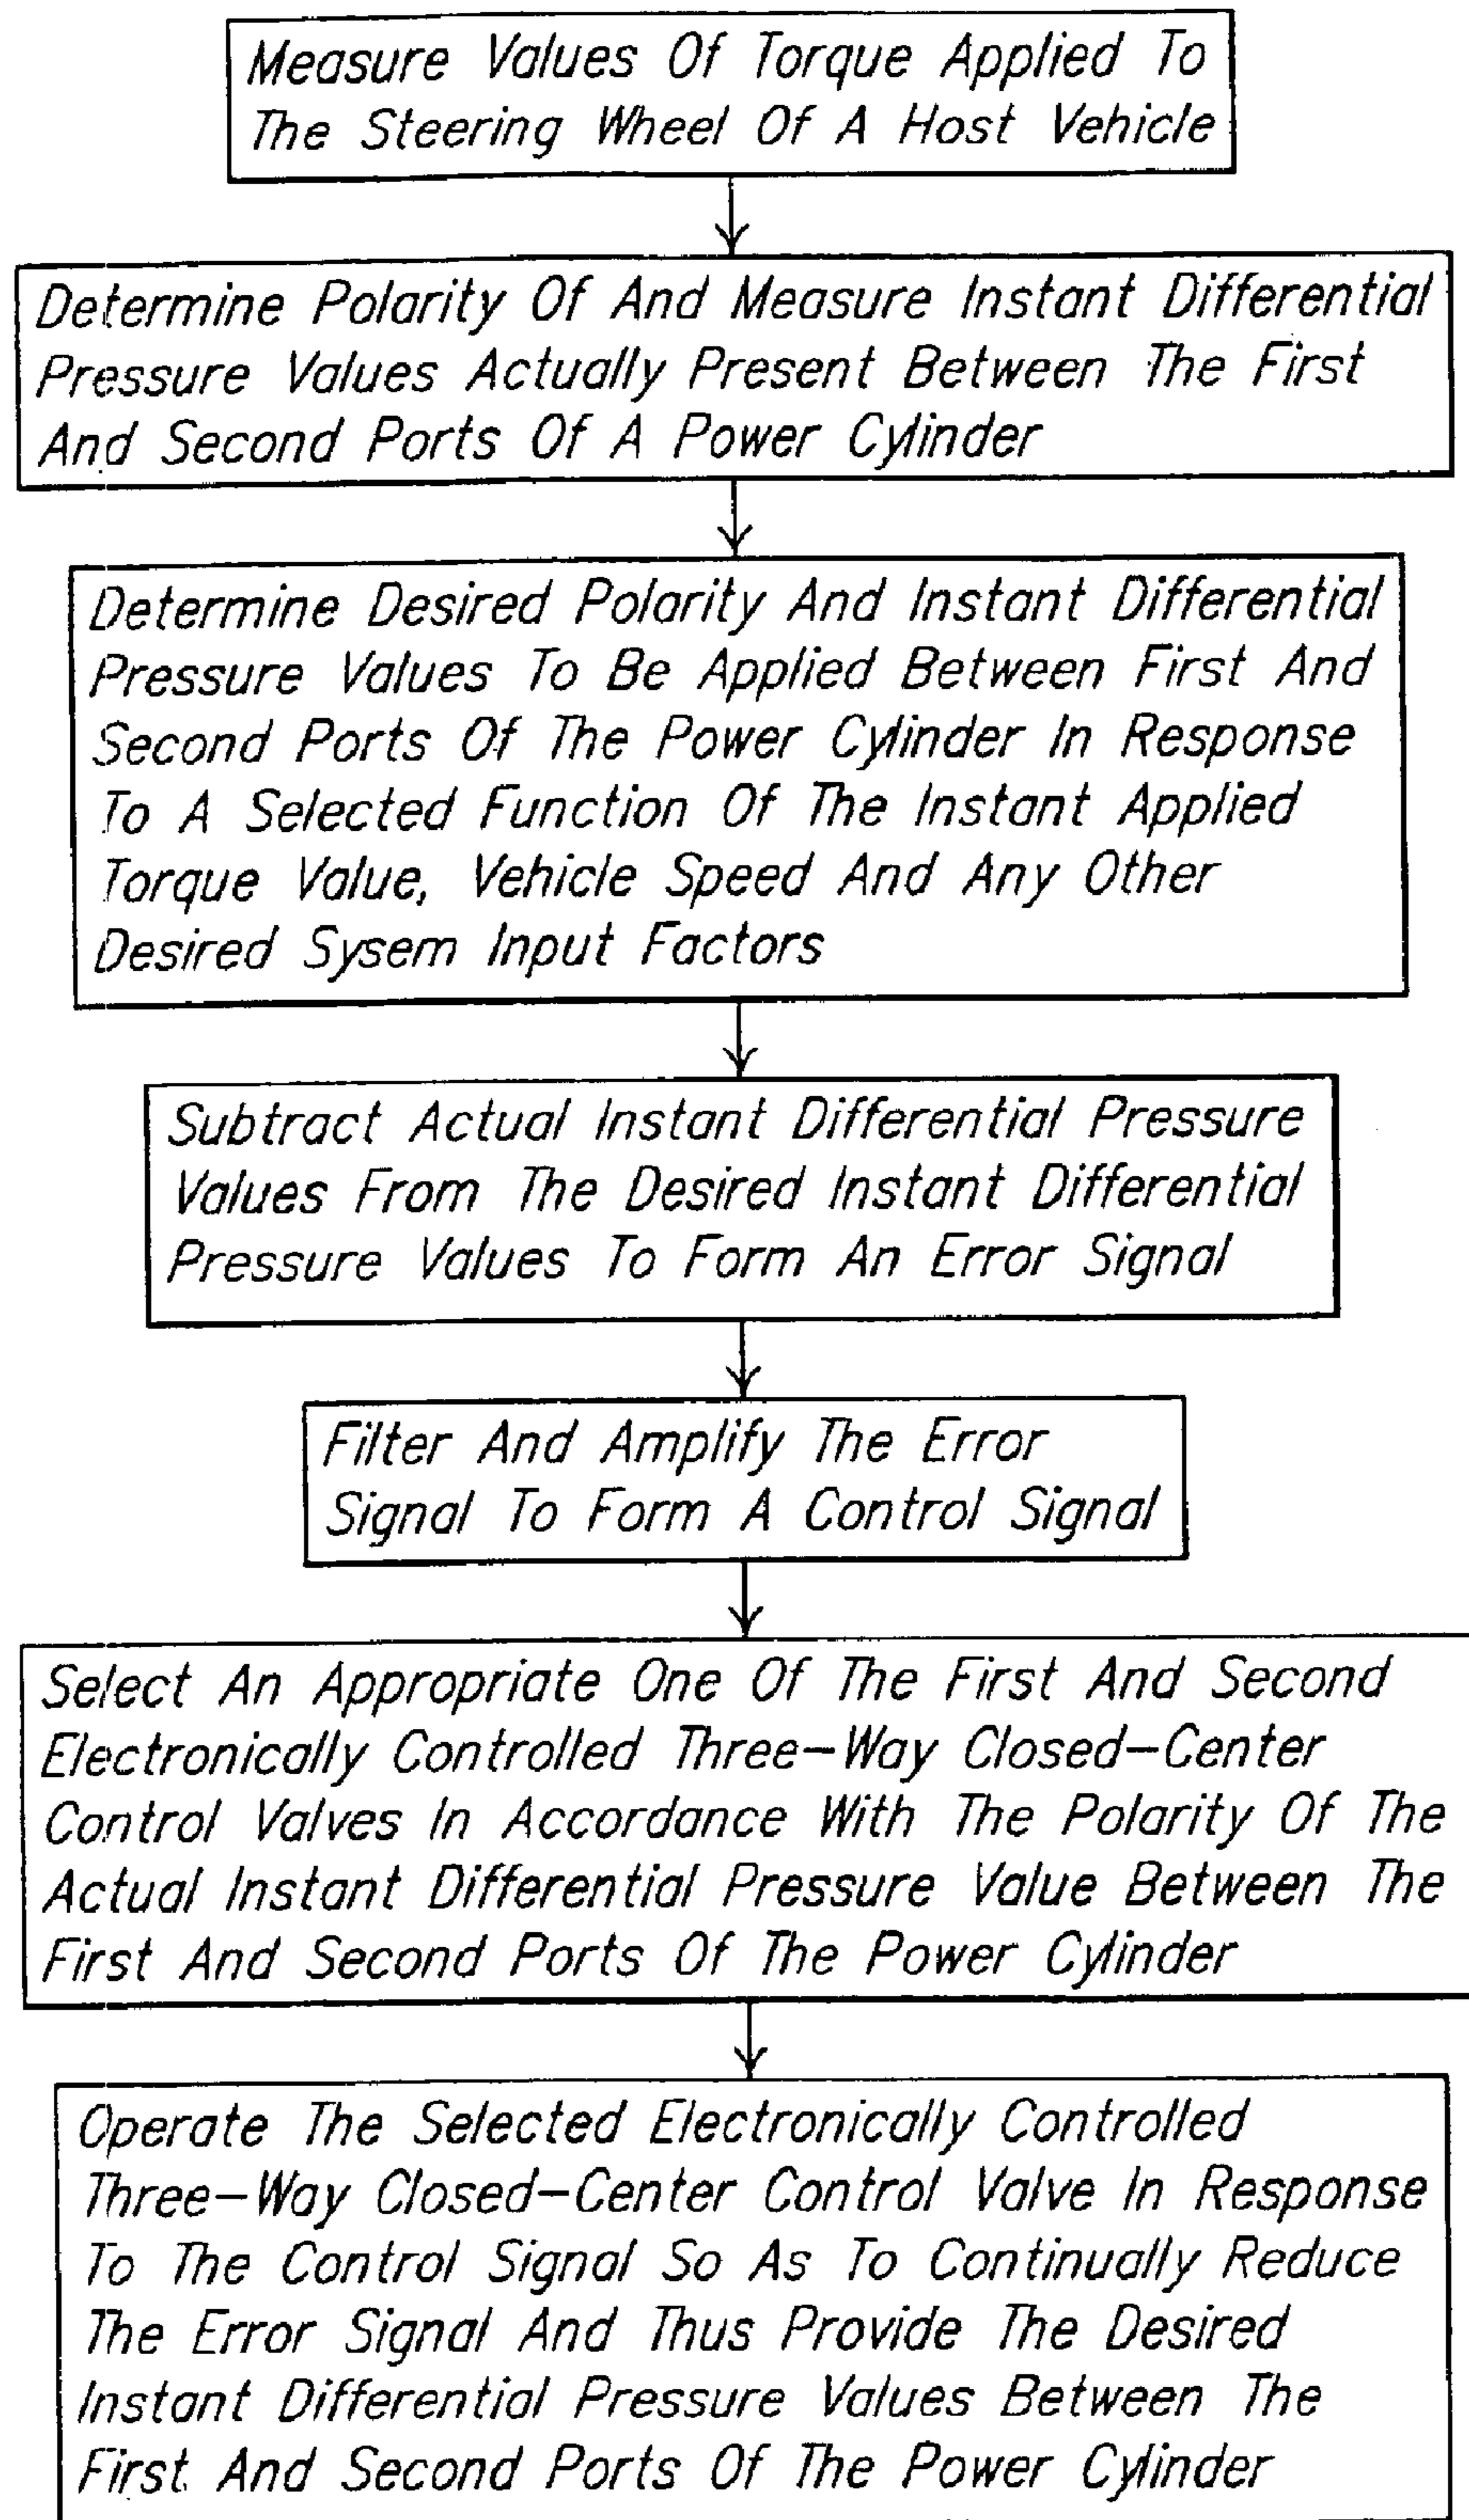 Measure Values Of Torque Applied To
The Steering Wheel Of A Host Vehicle
Determine Polarity Of And Measure Instant Differential
Pressure Values Actually Present Between The First
And Second Ports Of A Power Cylinder
Determine Desired Polarity And Instant Differential
Pressure Values To Be Applied Between First And
Second Ports Of The Power Cylinder In Response
To A Selected Function Of The Instant Applied
Torque Value, Vehicle Speed And Any Other
Desired Sysem Input Factors
Subtract Actual Instant Differential Pressure
Values From The Desired Instant Differential
Pressure Values To Form An Error Signal
Filter And Amplify The Error
Signal To Form A Control Signal
Select An Appropriate One Of The First And Second
Electronically Controlled Three-Way Closed-Center
Control Valves In Accordance With The Polarity Of The
Actual Instant Differential Pressure Value Between The
First And Second Ports Of The Power Cylinder
Operate The Selected Electronically Controlled
Three-Way Closed-Center Control Valve In Response
To The Control Signal So As To Continually Reduce
The Error Signal And Thus Provide The Desired
Instant Differential Pressure Values Between The
First And Second Ports Of The Power Cylinder